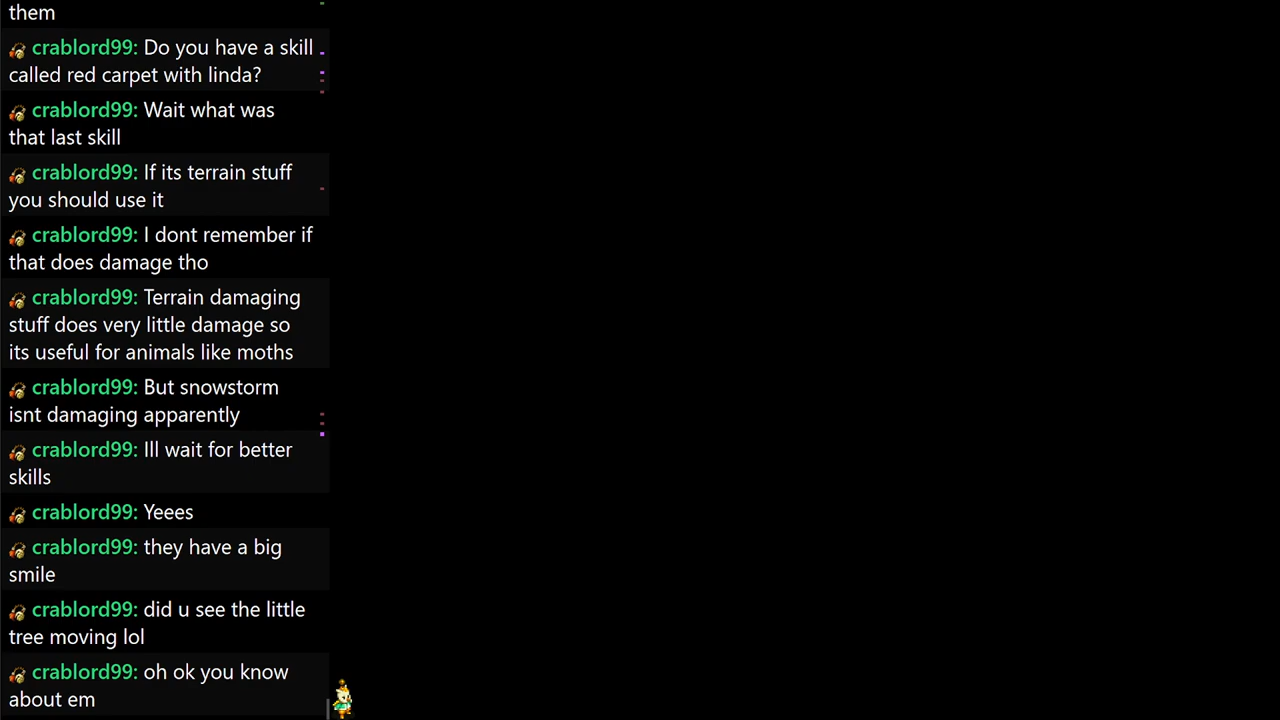 them
crablord99: Do you have a skill
called red carpet with linda?
crablord99: Wait what was
that last skill
crablord99: If its terrain stuff
you should use it
crablord99: I dont remember if
that does damage tho
crablord99: Terrain damaging
stuff does very little damage so
its useful for animals like moths
crablord99: But snowstorm
isnt damaging apparently
crablord99: Ill wait for better
skills
crablord99: Yeees
crablord99: they have a big
smile
crablord99: did u see the little
tree moving lol
crablord99: oh ok you know
about em